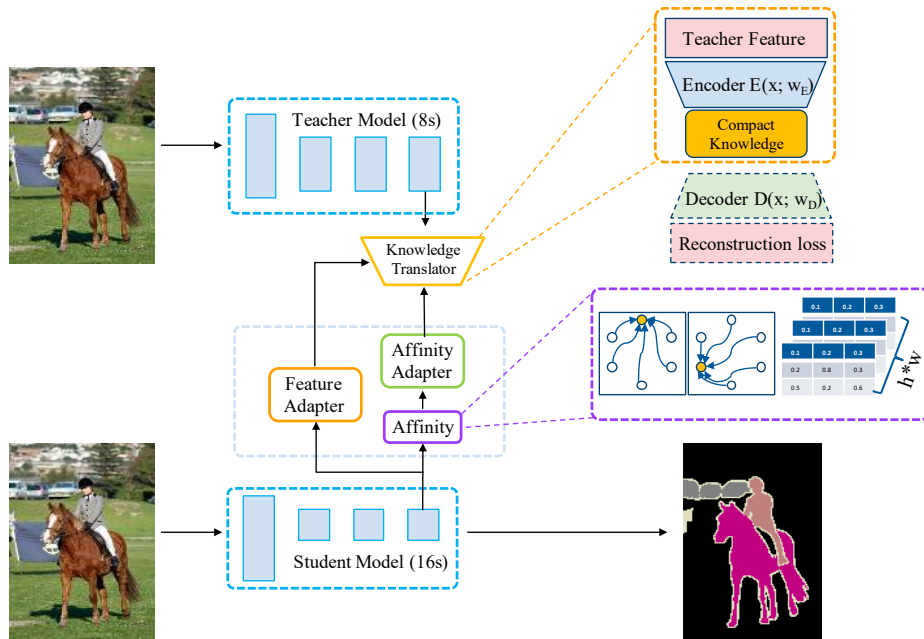 Teacher Feature
Encoder E(x; w_E)
Compact
Knowledge
Decoder D(x; w_D)
Reconstruction loss
Teacher Model (8s)
Knowledge
Translator
Affinity
Adapter
Feature
Adapter
Affinity
0.1 0.2 0.3
0.1 0.2 0.3
0.1 0.2 0.3
0.2 0.8 0.3
0.5 0.2 0.6
h*w
Student Model (16s)